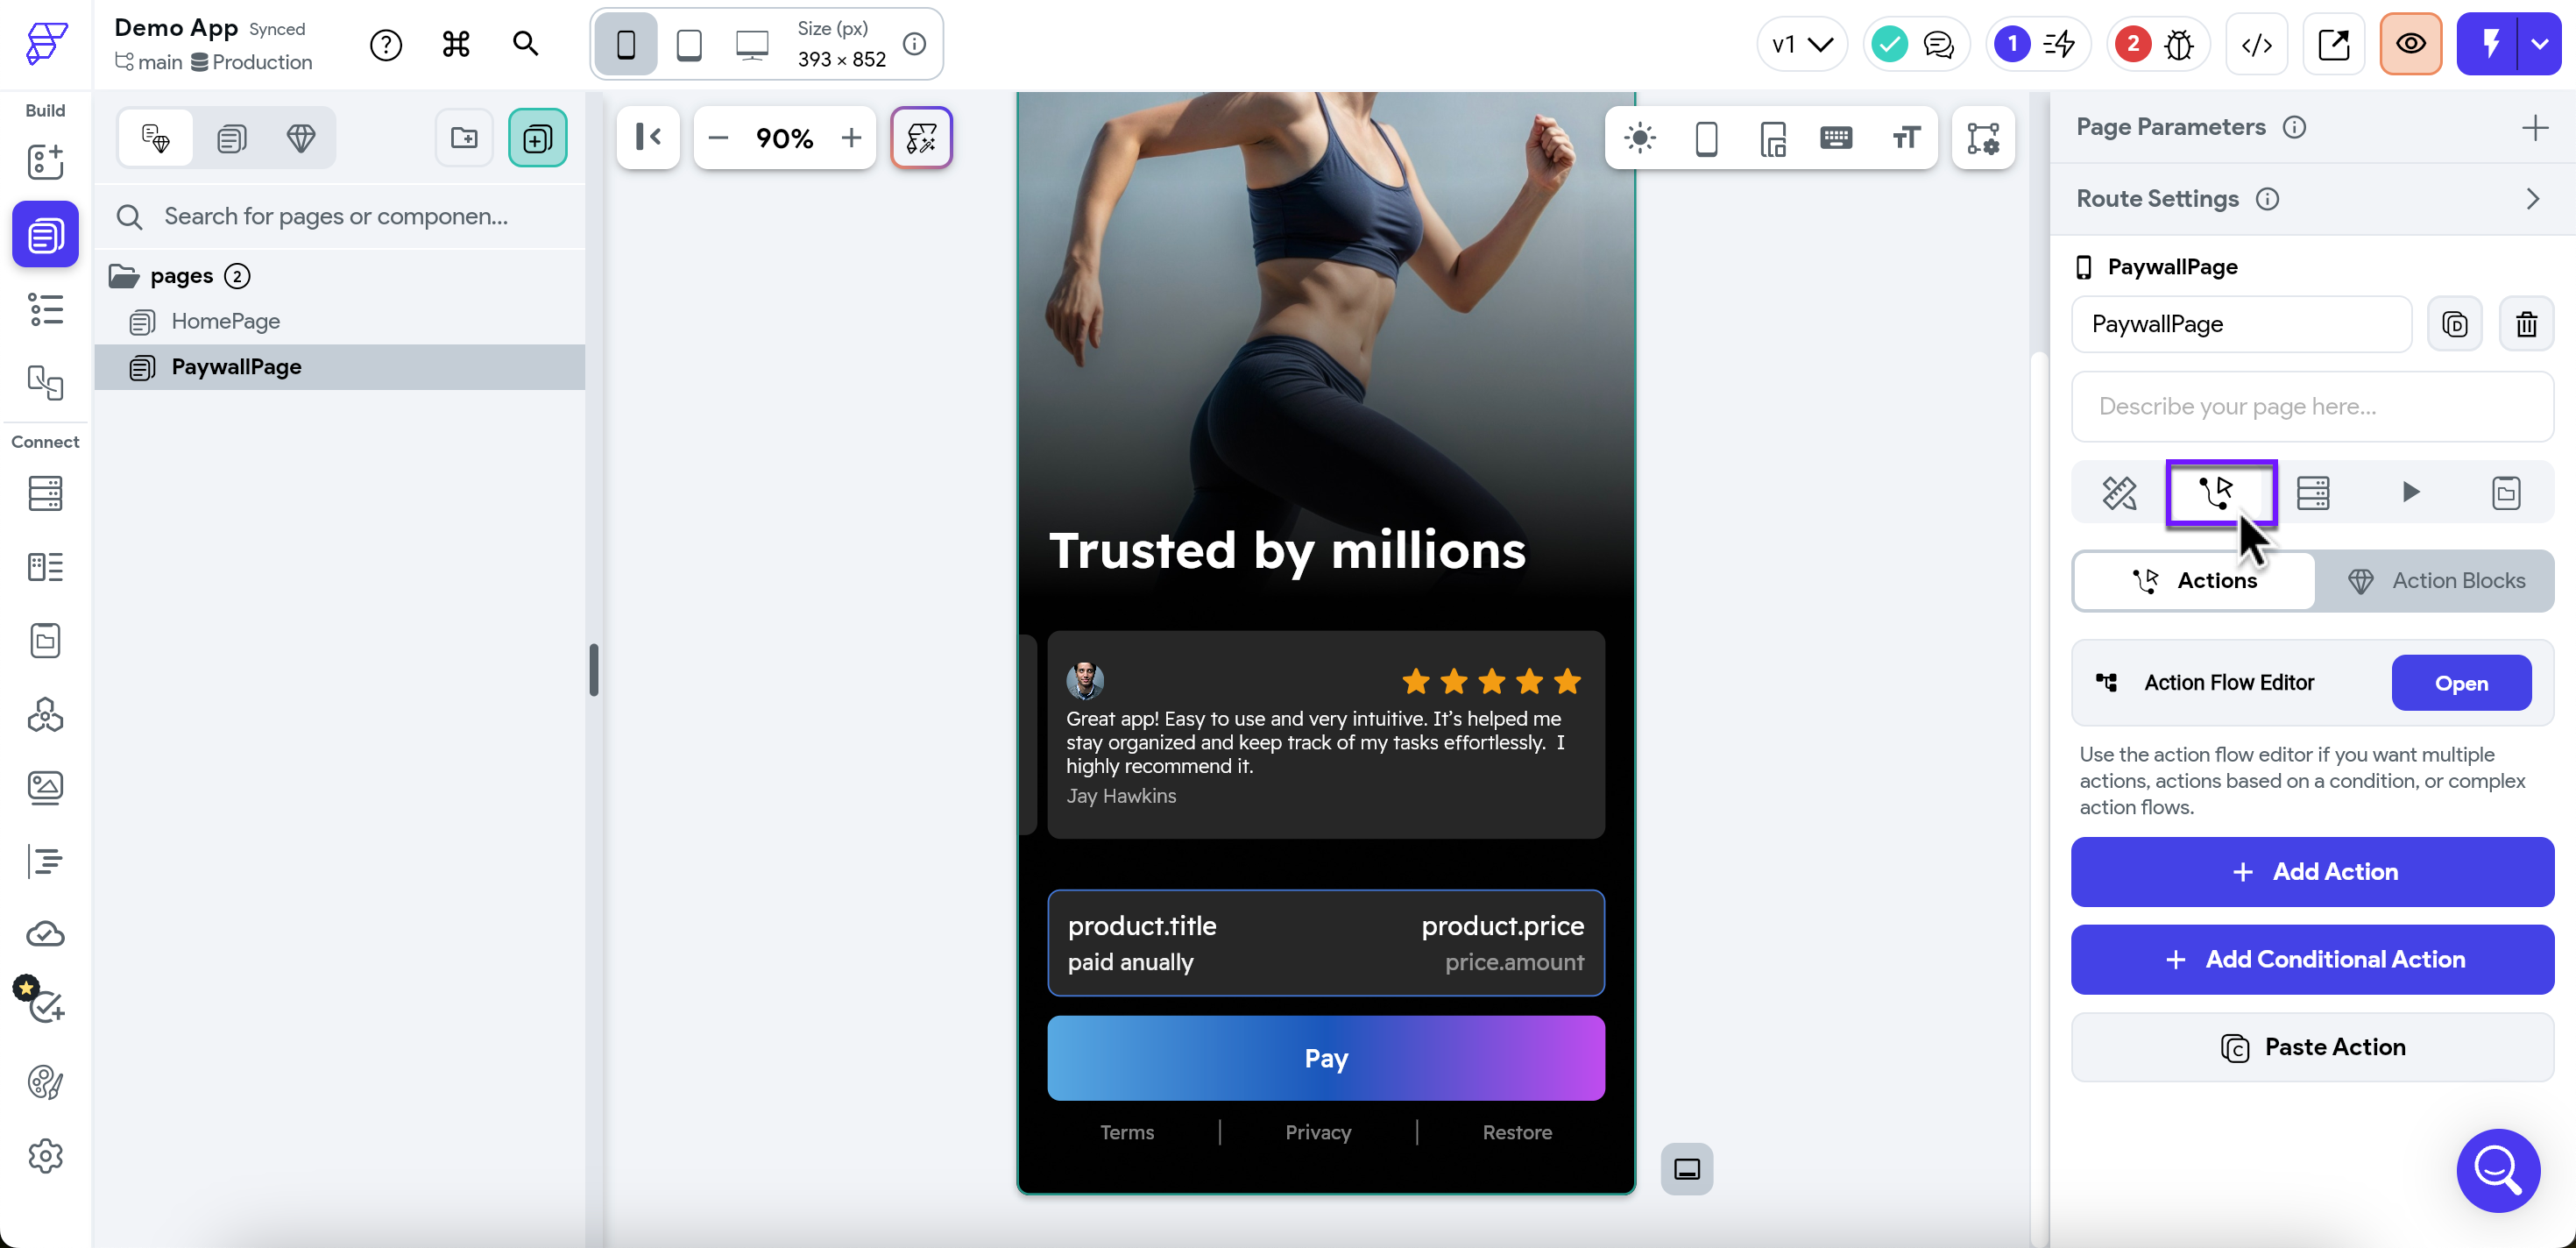 Demo App Synced
main Production
Size (px)
393 × 852
v1
1
2
Build
Connect
Search for pages or componen...
pages 2
HomePage
PaywallPage
90%
Trusted by millions
Great app! Easy to use and very intuitive. It's helped me
stay organized and keep track of my tasks effortlessly. I
highly recommend it.
Jay Hawkins
product.title product.price
paid anually price.amount
Pay
Terms | Privacy | Restore
Page Parameters
Route Settings
PaywallPage
PaywallPage
Describe your page here...
Actions Action Blocks
Action Flow Editor Open
Use the action flow editor if you want multiple
actions, actions based on a condition, or complex
action flows.
+ Add Action
+ Add Conditional Action
Paste Action